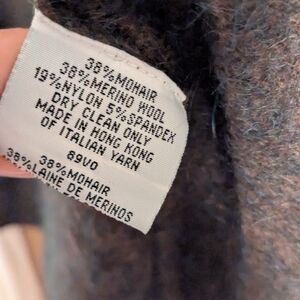 38%MOHAIR
38%MERINO WOOL
19%NYLON 5%SPANDEX
DRY CLEAN ONLY
MADE IN HONG KONG
OF ITALIAN YARN
89VO
38%MOHAIR
38%LAINE DE MERINOS